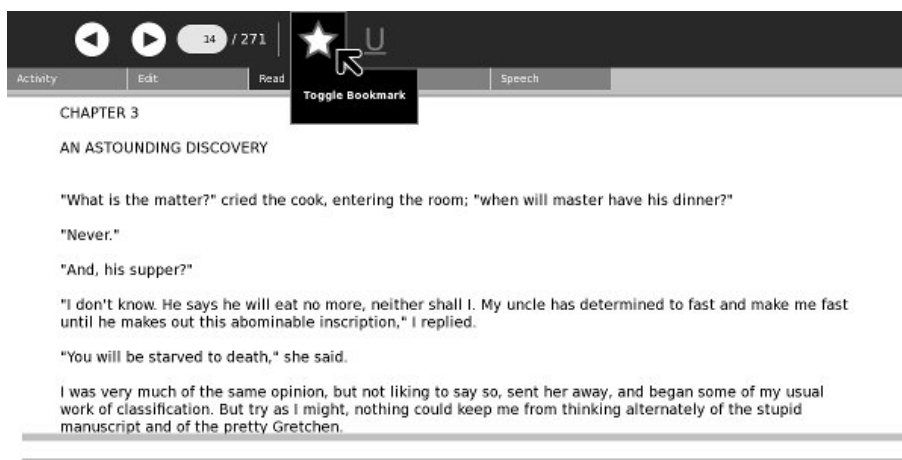 14 / 271 U
Activity Edit Read Speech
Toggle Bookmark
CHAPTER 3
AN ASTOUNDING DISCOVERY
"What is the matter?" cried the cook, entering the room; "when will master have his dinner?"
"Never."
"And, his supper?"
"I don't know. He says he will eat no more, neither shall I. My uncle has determined to fast and make me fast
until he makes out this abominable inscription," I replied.
"You will be starved to death," she said.
I was very much of the same opinion, but not liking to say so, sent her away, and began some of my usual
work of classification. But try as I might, nothing could keep me from thinking alternately of the stupid
manuscript and of the pretty Gretchen.